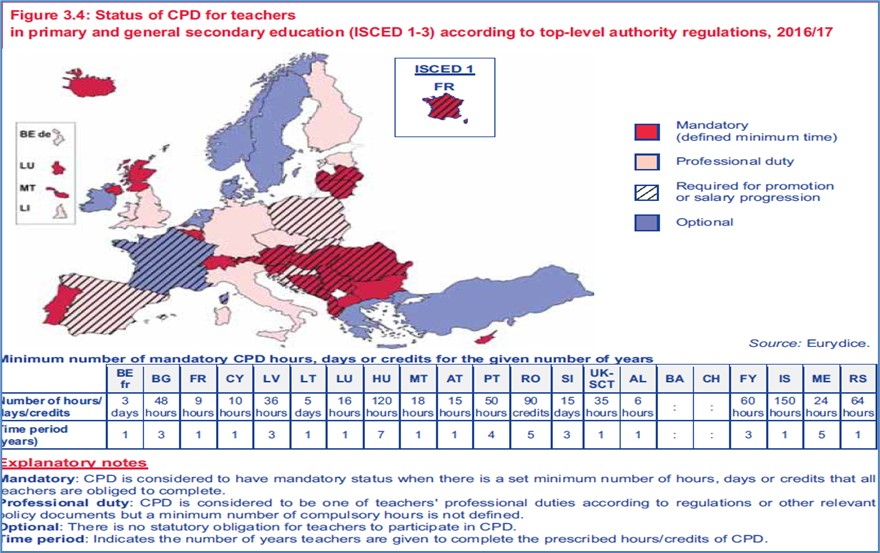 Figure 3.4: Status of CPD for teachers
in primary and general secondary education (ISCED 1-3) according to top-level authority regulations, 2016/17
ISCED 1
FR
BE de
LU
MT
LI
Mandatory
(defined minimum time)
Professional duty
Required for promotion
or salary progression
Optional
Source: Eurydice.
Minimum number of mandatory CPD hours, days or credits for the given number of years
BE fr BG FR CY LV LT LU HU MT AT PT RO SI UK-SCT AL BA CH FY IS ME RS
Number of hours/days/credits 3 days 48 hours 9 hours 10 hours 36 hours 5 days 16 hours 120 hours 18 hours 15 hours 50 hours 90 credits 15 days 35 hours 6 hours : : 60 hours 150 hours 24 hours 64 hours
Time period (years) 1 3 1 1 3 1 1 7 1 1 4 5 3 1 1 : : 3 1 5 1
Explanatory notes
Mandatory: CPD is considered to have mandatory status when there is a set minimum number of hours, days or credits that all
teachers are obliged to complete.
Professional duty: CPD is considered to be one of teachers' professional duties according to regulations or other relevant
policy documents but a minimum number of compulsory hours is not defined.
Optional: There is no statutory obligation for teachers to participate in CPD.
Time period: Indicates the number of years teachers are given to complete the prescribed hours/credits of CPD.